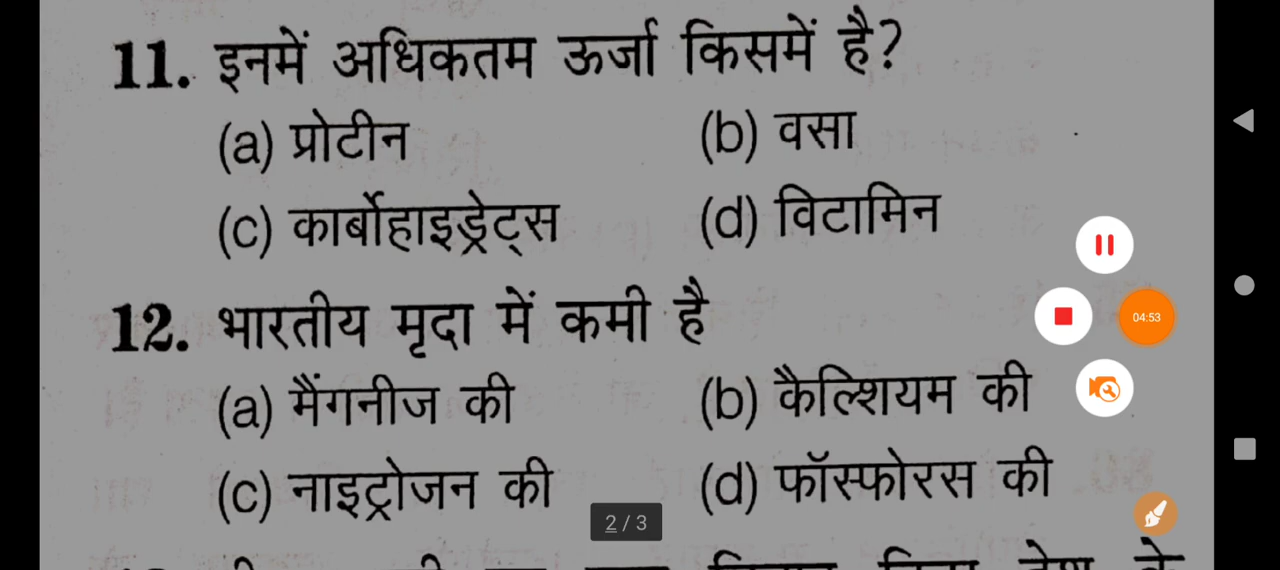 11. इनमें अधिकतम ऊर्जा किसमें है?
(a) प्रोटीन (b) वसा
(c) कार्बोहाइड्रेट्स (d) विटामिन
12. भारतीय मृदा में कमी है
(a) मैंगनीज की (b) कैल्शियम की
(c) नाइट्रोजन की (d) फॉस्फोरस की
04:53
2 / 3